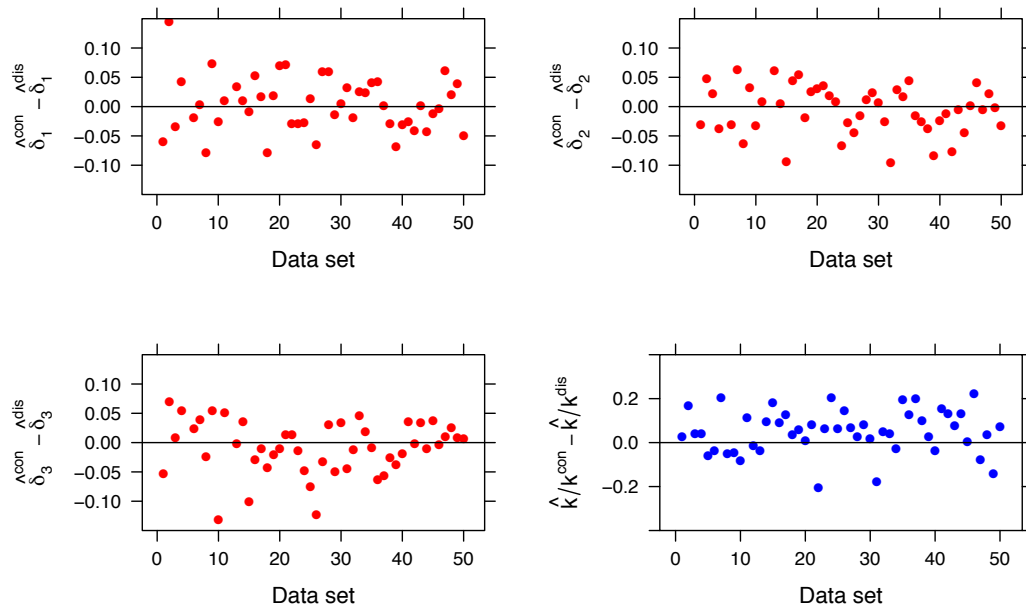 δ̂₁ᶜᵒⁿ − δ̂₁ᵈⁱˢ
0.10
0.05
0.00
−0.05
−0.10
0 10 20 30 40 50
Data set
δ̂₂ᶜᵒⁿ − δ̂₂ᵈⁱˢ
0.10
0.05
0.00
−0.05
−0.10
0 10 20 30 40 50
Data set
δ̂₃ᶜᵒⁿ − δ̂₃ᵈⁱˢ
0.10
0.05
0.00
−0.05
−0.10
0 10 20 30 40 50
Data set
k̂/kᶜᵒⁿ − k̂/kᵈⁱˢ
0.2
0.0
−0.2
0 10 20 30 40 50
Data set